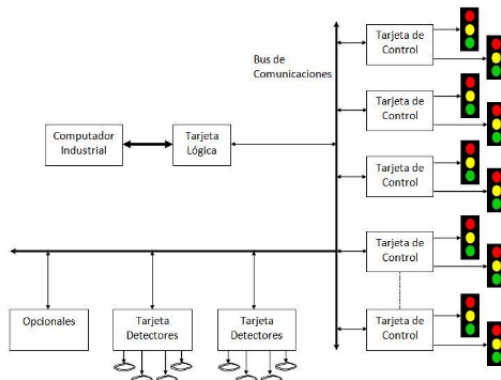 Bus de
Comunicaciones
Tarjeta de
Control
Tarjeta de
Control
Computador
Industrial
Tarjeta
Lógica
Tarjeta de
Control
Tarjeta de
Control
Opcionales
Tarjeta
Detectores
Tarjeta
Detectores
Tarjeta de
Control